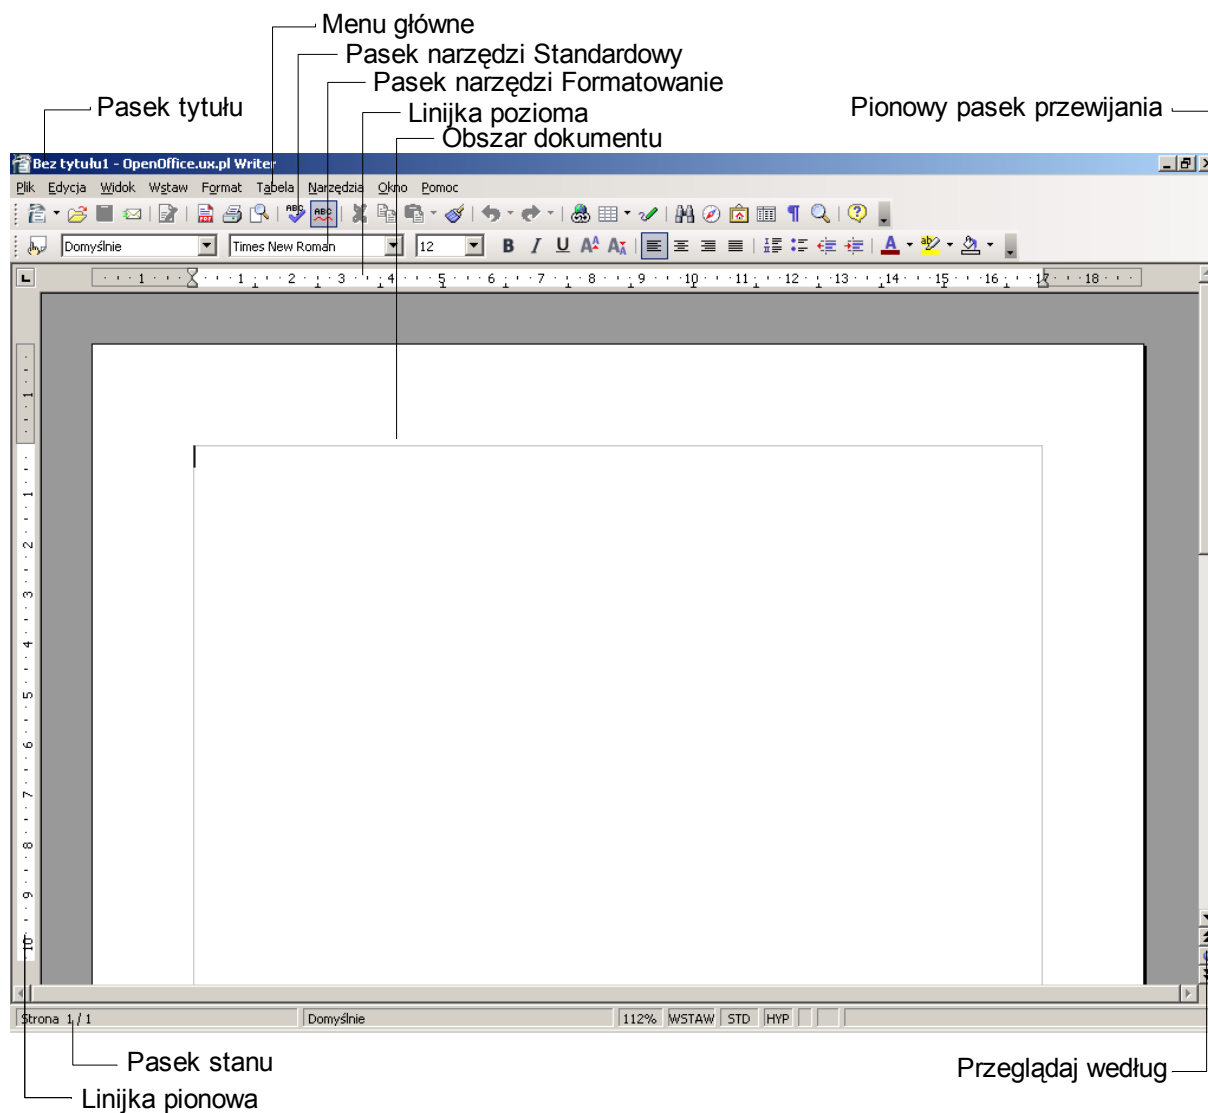 Menu główne
Pasek narzędzi Standardowy
Pasek narzędzi Formatowanie
Pasek tytułu
Linijka pozioma
Pionowy pasek przewijania
Obszar dokumentu
Bez tytułu1 - OpenOffice.ux.pl Writer
Plik Edycja Widok Wstaw Format Tabela Narzędzia Okno Pomoc
ABC ABC
Domyślnie Times New Roman 12 B I U A A A A ab
L 1 1 2 3 4 5 6 7 8 9 10 11 12 13 14 15 16 17 18
1
1
2
3
4
5
6
7
8
9
10
Strona 1 / 1 Domyślnie 112% WSTAW STD HYP
Pasek stanu
Przeglądaj według
Linijka pionowa